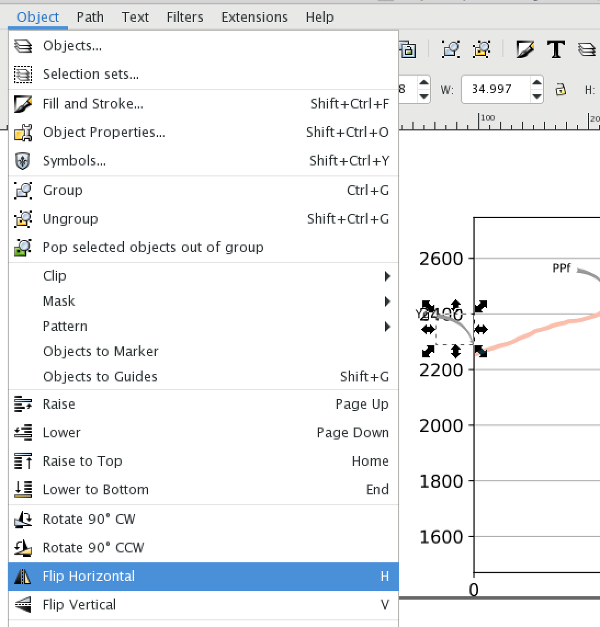 Object Path Text Filters Extensions Help
Objects...
Selection sets...
Fill and Stroke... Shift+Ctrl+F
Object Properties... Shift+Ctrl+O
Symbols... Shift+Ctrl+Y
Group Ctrl+G
Ungroup Shift+Ctrl+G
Pop selected objects out of group
Clip
Mask
Pattern
Objects to Marker
Objects to Guides Shift+G
Raise Page Up
Lower Page Down
Raise to Top Home
Lower to Bottom End
Rotate 90° CW
Rotate 90° CCW
Flip Horizontal H
Flip Vertical V
8 W: 34.997 H:
100
2600
PPf
2400
2200
2000
1800
1600
0